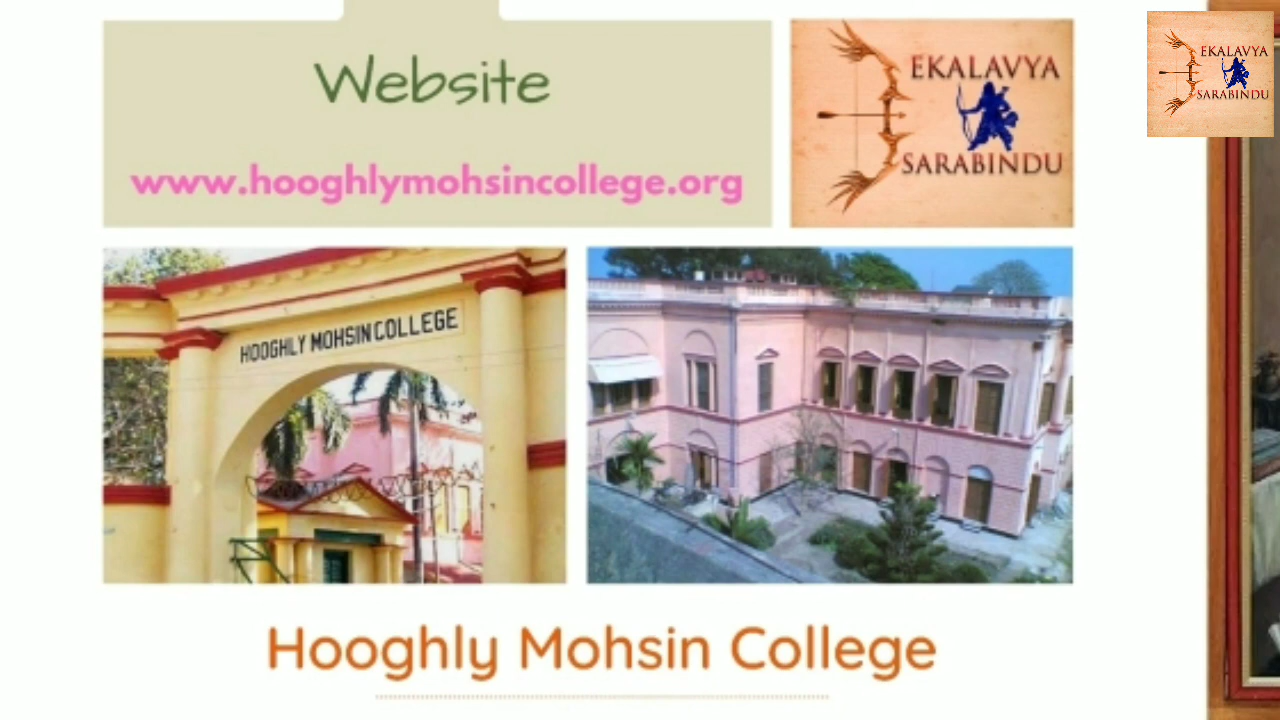 Website
www.hooghlymohsincollege.org
EKALAVYA
SARABINDU
EKALAVYA
SARABINDU
HOOGHLY MOHSIN COLLEGE
Hooghly Mohsin College